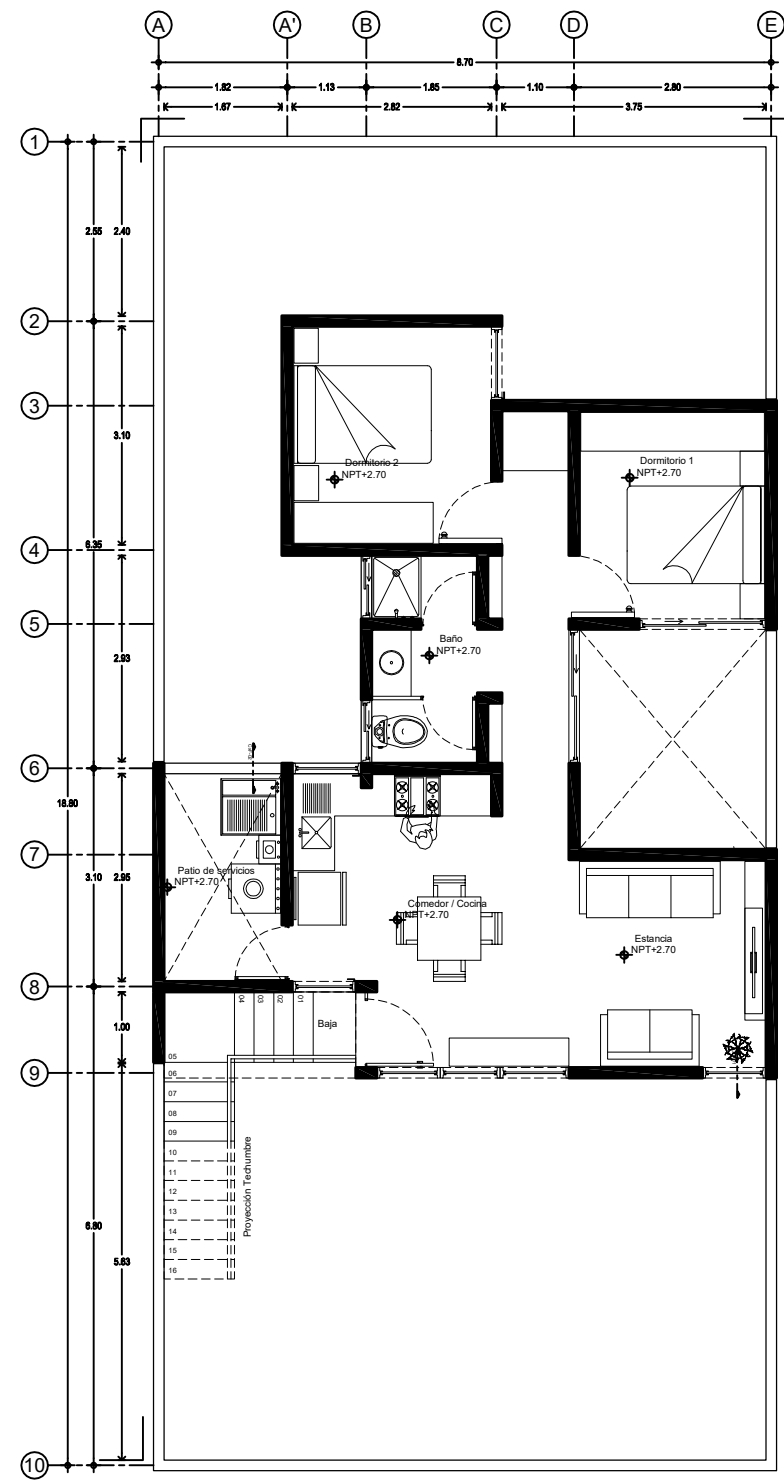 A A' B C D E
8.70
1.82 1.13 1.85 1.10 2.80
1.67 2.82 3.75
1
2.55 2.40
2
3
3.10
Dormitorio 1
NPT+2.70
Dormitorio 2
NPT+2.70
4
6.35
5
2.93
Baño
NPT+2.70
6
18.80
7
3.10 2.95
Patio de servicios
NPT+2.70
Comedor / Cocina
NPT+2.70
Estancia
NPT+2.70
8
04 03 02 01
Baja
1.00
05
9
06
07
08
09
10
11
12
13
14
15
16
Proyección Techumbre
6.80
5.63
10